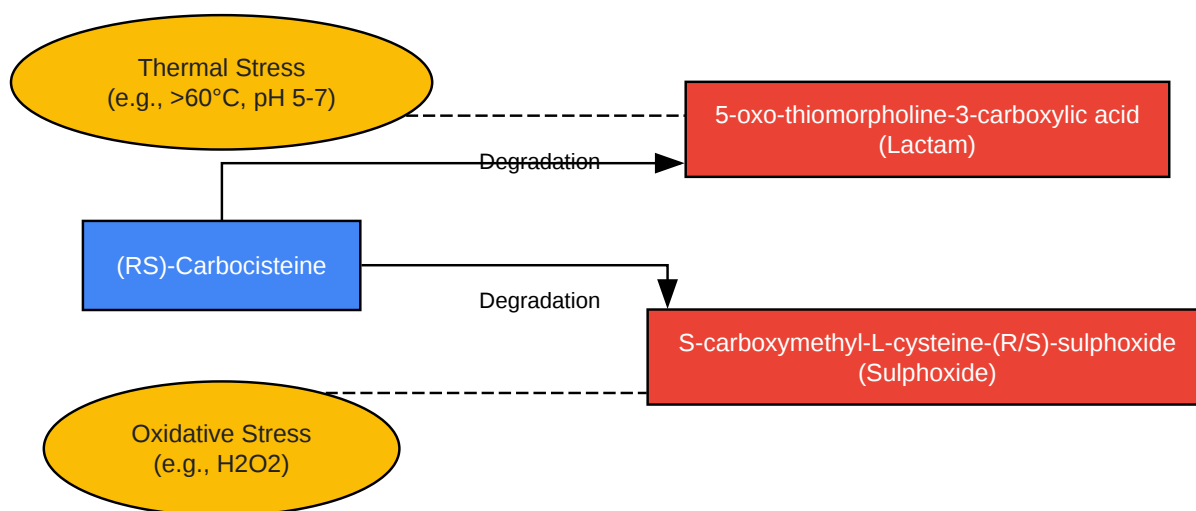 Thermal Stress
(e.g., >60°C, pH 5-7)
5-oxo-thiomorpholine-3-carboxylic acid
(Lactam)
Degradation
(RS)-Carbocisteine
Degradation
S-carboxymethyl-L-cysteine-(R/S)-sulphoxide
(Sulphoxide)
Oxidative Stress
(e.g., H2O2)